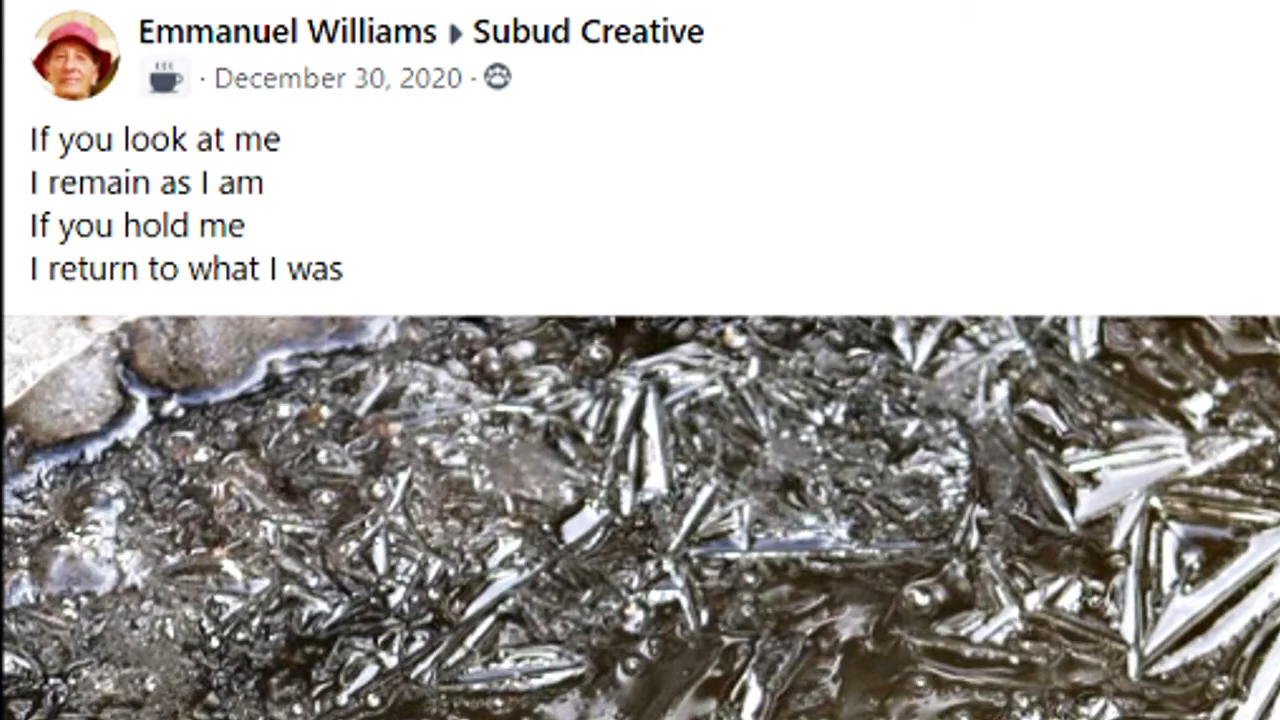 Emmanuel Williams ▸ Subud Creative
· December 30, 2020 ·
If you look at me
I remain as I am
If you hold me
I return to what I was